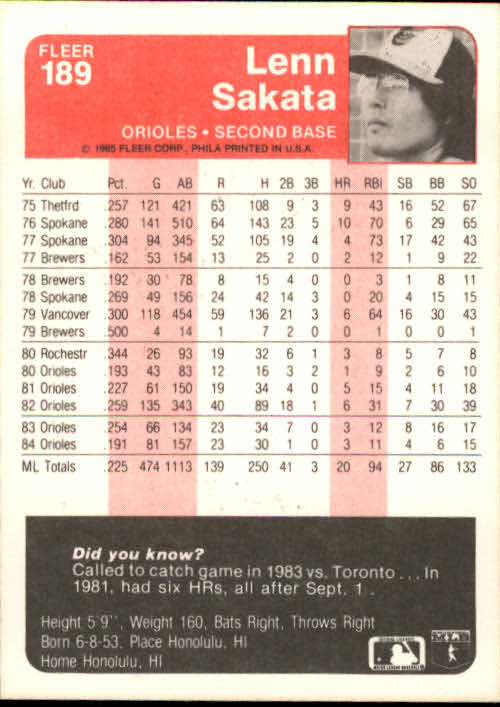 FLEER
189
Lenn
Sakata
ORIOLES • SECOND BASE
© 1985 FLEER CORP., PHILA PRINTED IN U.S.A.
Yr. Club Pct. G AB R H 2B 3B HR RBI SB BB SO
75 Thetfrd .257 121 421 63 108 9 3 9 43 16 52 67
76 Spokane .280 141 510 64 143 23 5 10 70 6 29 65
77 Spokane .304 94 345 52 105 19 4 4 73 17 42 43
77 Brewers .162 53 154 13 25 2 0 2 12 1 9 22
78 Brewers .192 30 78 8 15 4 0 0 3 1 8 11
78 Spokane .269 49 156 24 42 14 3 0 20 4 15 15
79 Vancover .300 118 454 59 136 21 3 6 64 16 30 43
79 Brewers .500 4 14 1 7 2 0 0 1 0 0 1
80 Rochestr .344 26 93 19 32 6 1 3 8 5 7 8
80 Orioles .193 43 83 12 16 3 2 1 9 2 6 10
81 Orioles .227 61 150 19 34 4 0 5 15 4 11 18
82 Orioles .259 135 343 40 89 18 1 6 31 7 30 39
83 Orioles .254 66 134 23 34 7 0 3 12 8 16 17
84 Orioles .191 81 157 23 30 1 0 3 11 4 6 15
ML Totals .225 474 1113 139 250 41 3 20 94 27 86 133
Did you know?
Called to catch game in 1983 vs. Toronto . . . In
1981, had six HRs, all after Sept. 1.
Height 5'9'', Weight 160, Bats Right, Throws Right
Born 6-8-53. Place Honolulu, HI
Home Honolulu, HI